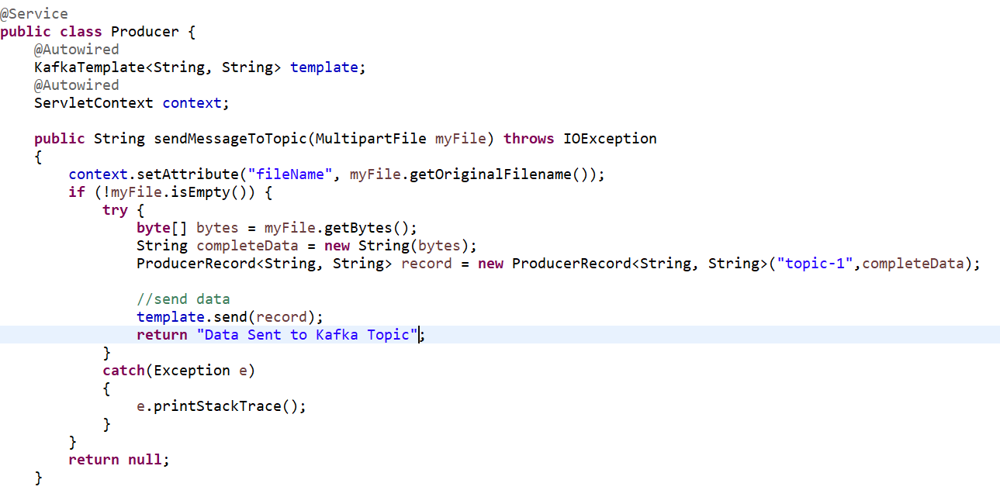 @Service
public class Producer {
    @Autowired
    KafkaTemplate<String, String> template;
    @Autowired
    ServletContext context;

    public String sendMessageToTopic(MultipartFile myFile) throws IOException
    {
        context.setAttribute("fileName", myFile.getOriginalFilename());
        if (!myFile.isEmpty()) {
            try {
                byte[] bytes = myFile.getBytes();
                String completeData = new String(bytes);
                ProducerRecord<String, String> record = new ProducerRecord<String, String>("topic-1",completeData);

                //send data
                template.send(record);
                return "Data Sent to Kafka Topic";
            }
            catch(Exception e)
            {
                e.printStackTrace();
            }
        }
        return null;
    }